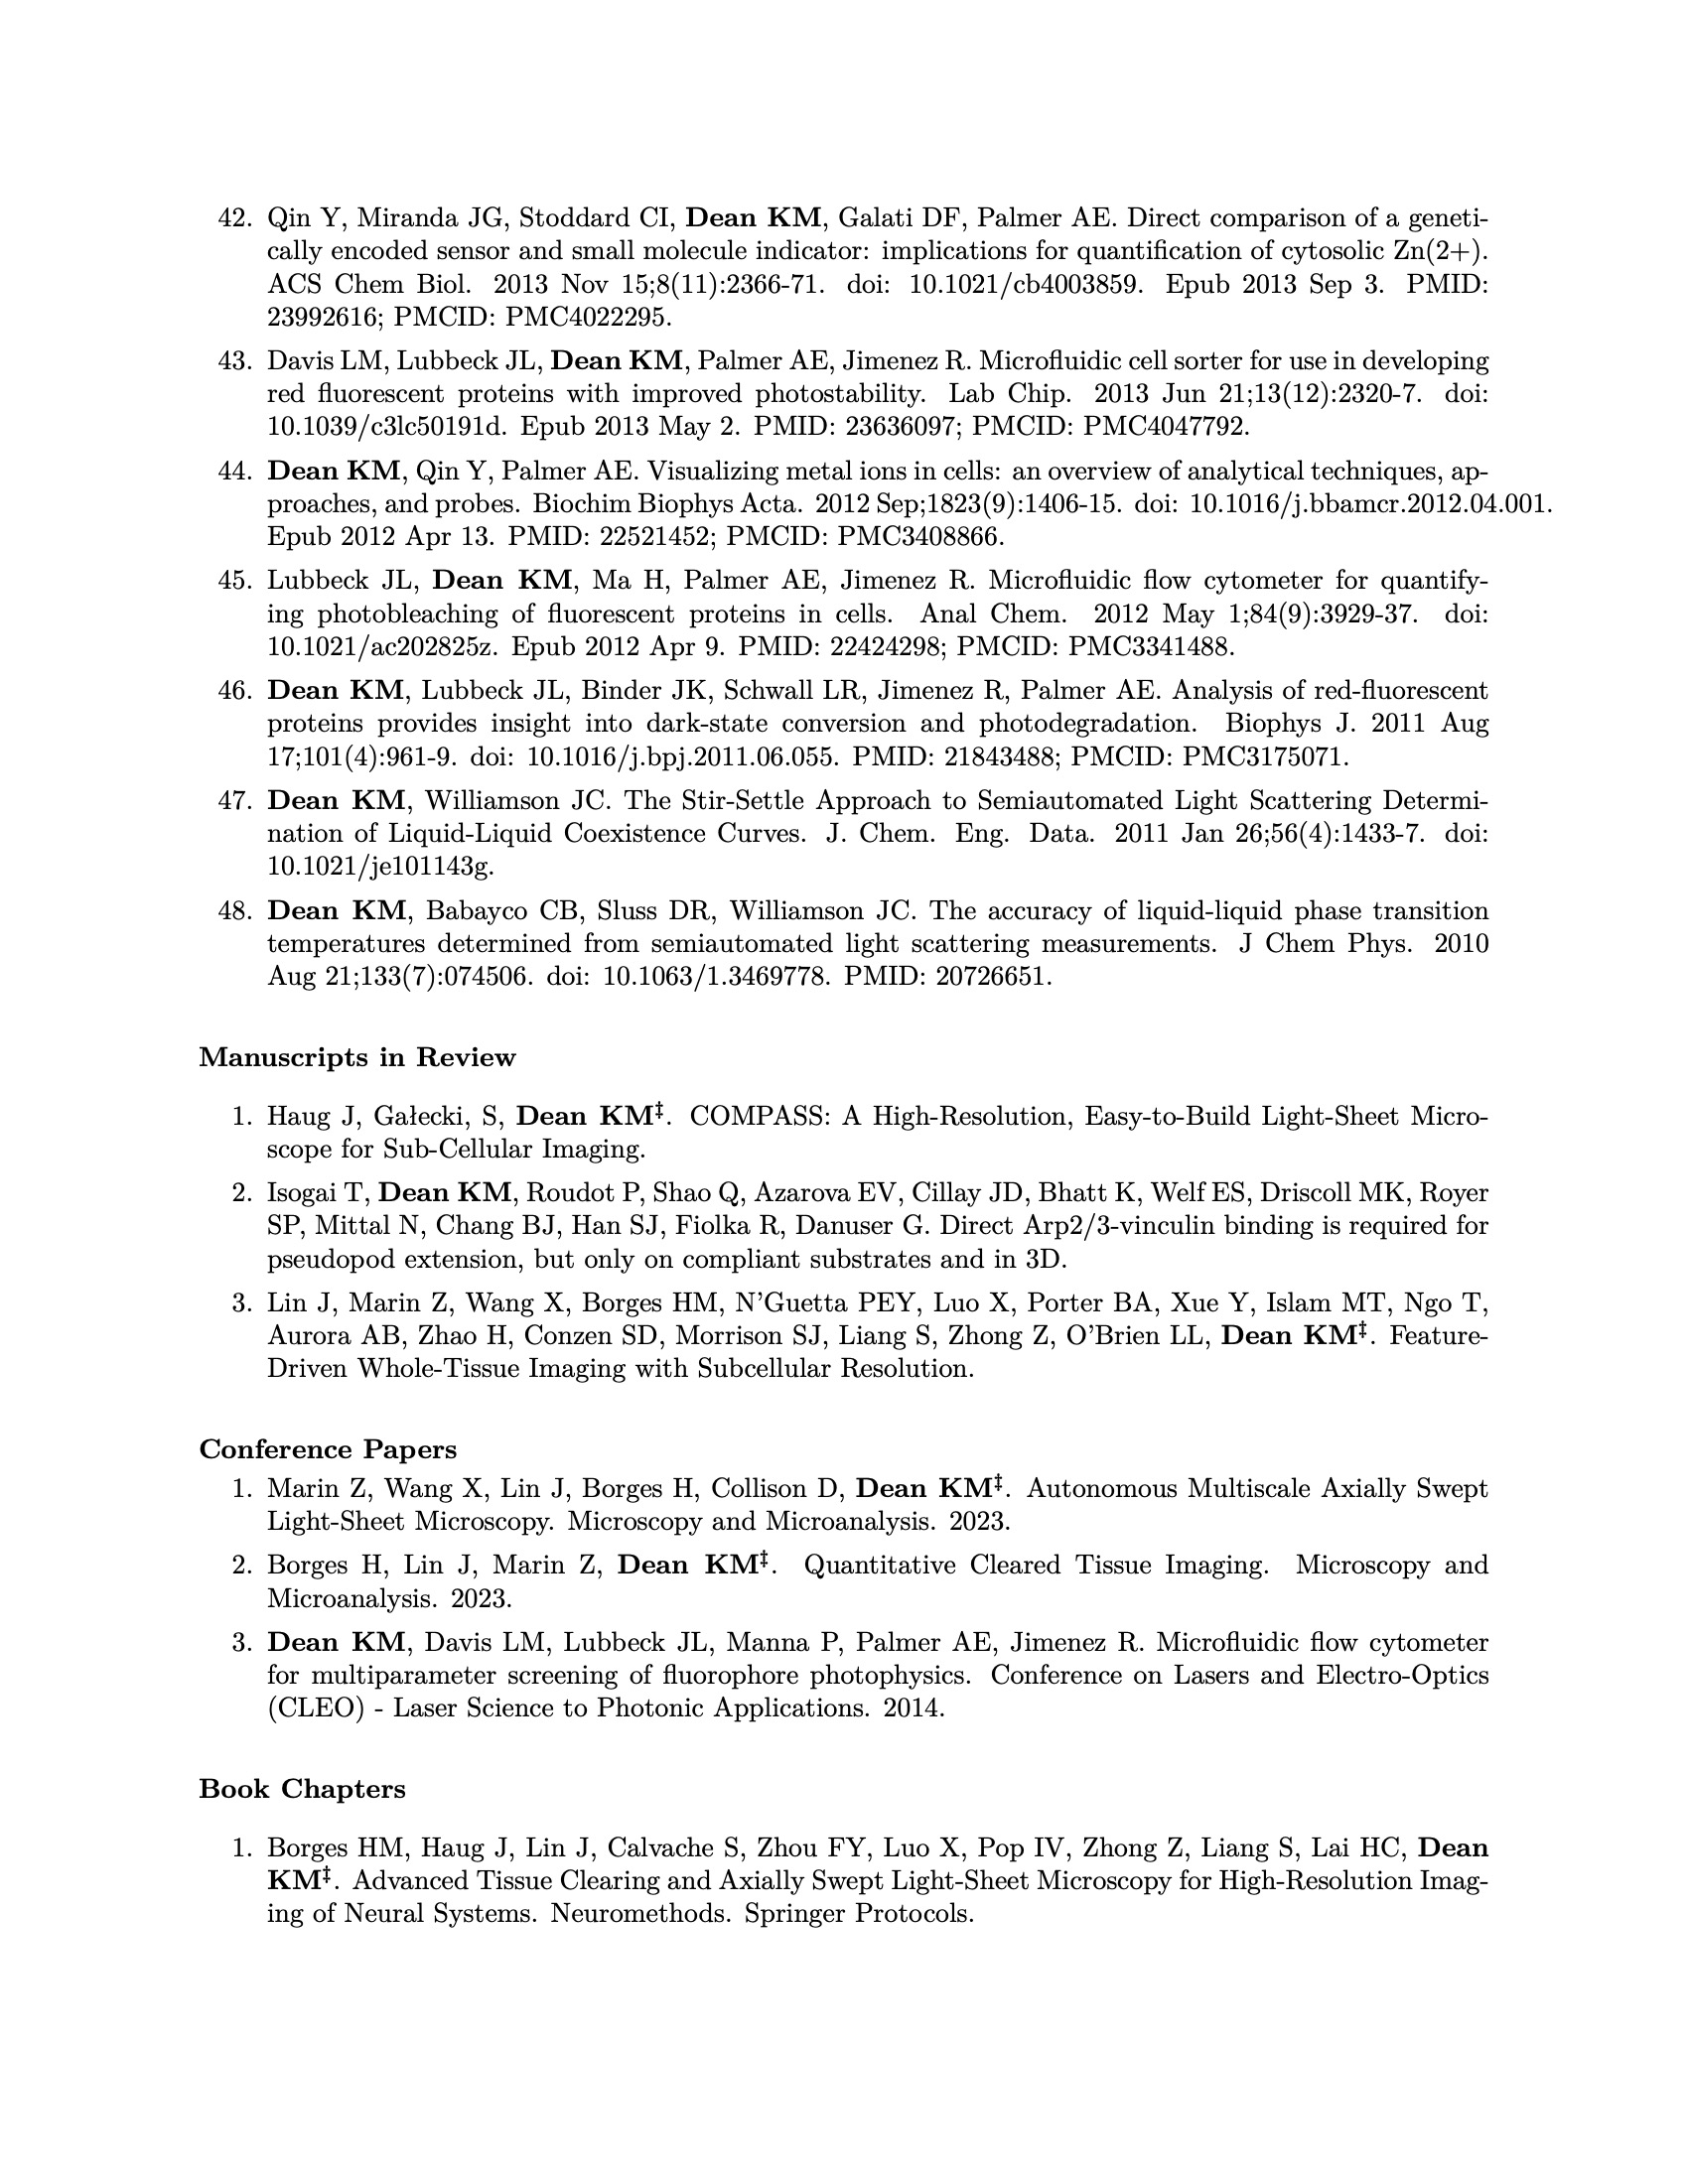 42. Qin Y, Miranda JG, Stoddard CI, Dean KM, Galati DF, Palmer AE. Direct comparison of a geneti-
cally encoded sensor and small molecule indicator: implications for quantification of cytosolic Zn(2+).
ACS Chem Biol. 2013 Nov 15;8(11):2366-71. doi: 10.1021/cb4003859. Epub 2013 Sep 3. PMID:
23992616; PMCID: PMC4022295.
43. Davis LM, Lubbeck JL, Dean KM, Palmer AE, Jimenez R. Microfluidic cell sorter for use in developing
red fluorescent proteins with improved photostability. Lab Chip. 2013 Jun 21;13(12):2320-7. doi:
10.1039/c3lc50191d. Epub 2013 May 2. PMID: 23636097; PMCID: PMC4047792.
44. Dean KM, Qin Y, Palmer AE. Visualizing metal ions in cells: an overview of analytical techniques, ap-
proaches, and probes. Biochim Biophys Acta. 2012 Sep;1823(9):1406-15. doi: 10.1016/j.bbamcr.2012.04.001.
Epub 2012 Apr 13. PMID: 22521452; PMCID: PMC3408866.
45. Lubbeck JL, Dean KM, Ma H, Palmer AE, Jimenez R. Microfluidic flow cytometer for quantify-
ing photobleaching of fluorescent proteins in cells. Anal Chem. 2012 May 1;84(9):3929-37. doi:
10.1021/ac202825z. Epub 2012 Apr 9. PMID: 22424298; PMCID: PMC3341488.
46. Dean KM, Lubbeck JL, Binder JK, Schwall LR, Jimenez R, Palmer AE. Analysis of red-fluorescent
proteins provides insight into dark-state conversion and photodegradation. Biophys J. 2011 Aug
17;101(4):961-9. doi: 10.1016/j.bpj.2011.06.055. PMID: 21843488; PMCID: PMC3175071.
47. Dean KM, Williamson JC. The Stir-Settle Approach to Semiautomated Light Scattering Determi-
nation of Liquid-Liquid Coexistence Curves. J. Chem. Eng. Data. 2011 Jan 26;56(4):1433-7. doi:
10.1021/je101143g.
48. Dean KM, Babayco CB, Sluss DR, Williamson JC. The accuracy of liquid-liquid phase transition
temperatures determined from semiautomated light scattering measurements. J Chem Phys. 2010
Aug 21;133(7):074506. doi: 10.1063/1.3469778. PMID: 20726651.
Manuscripts in Review
1. Haug J, Gałecki, S, Dean KM‡. COMPASS: A High-Resolution, Easy-to-Build Light-Sheet Micro-
scope for Sub-Cellular Imaging.
2. Isogai T, Dean KM, Roudot P, Shao Q, Azarova EV, Cillay JD, Bhatt K, Welf ES, Driscoll MK, Royer
SP, Mittal N, Chang BJ, Han SJ, Fiolka R, Danuser G. Direct Arp2/3-vinculin binding is required for
pseudopod extension, but only on compliant substrates and in 3D.
3. Lin J, Marin Z, Wang X, Borges HM, N’Guetta PEY, Luo X, Porter BA, Xue Y, Islam MT, Ngo T,
Aurora AB, Zhao H, Conzen SD, Morrison SJ, Liang S, Zhong Z, O’Brien LL, Dean KM‡. Feature-
Driven Whole-Tissue Imaging with Subcellular Resolution.
Conference Papers
1. Marin Z, Wang X, Lin J, Borges H, Collison D, Dean KM‡. Autonomous Multiscale Axially Swept
Light-Sheet Microscopy. Microscopy and Microanalysis. 2023.
2. Borges H, Lin J, Marin Z, Dean KM‡. Quantitative Cleared Tissue Imaging. Microscopy and
Microanalysis. 2023.
3. Dean KM, Davis LM, Lubbeck JL, Manna P, Palmer AE, Jimenez R. Microfluidic flow cytometer
for multiparameter screening of fluorophore photophysics. Conference on Lasers and Electro-Optics
(CLEO) - Laser Science to Photonic Applications. 2014.
Book Chapters
1. Borges HM, Haug J, Lin J, Calvache S, Zhou FY, Luo X, Pop IV, Zhong Z, Liang S, Lai HC, Dean
KM‡. Advanced Tissue Clearing and Axially Swept Light-Sheet Microscopy for High-Resolution Imag-
ing of Neural Systems. Neuromethods. Springer Protocols.